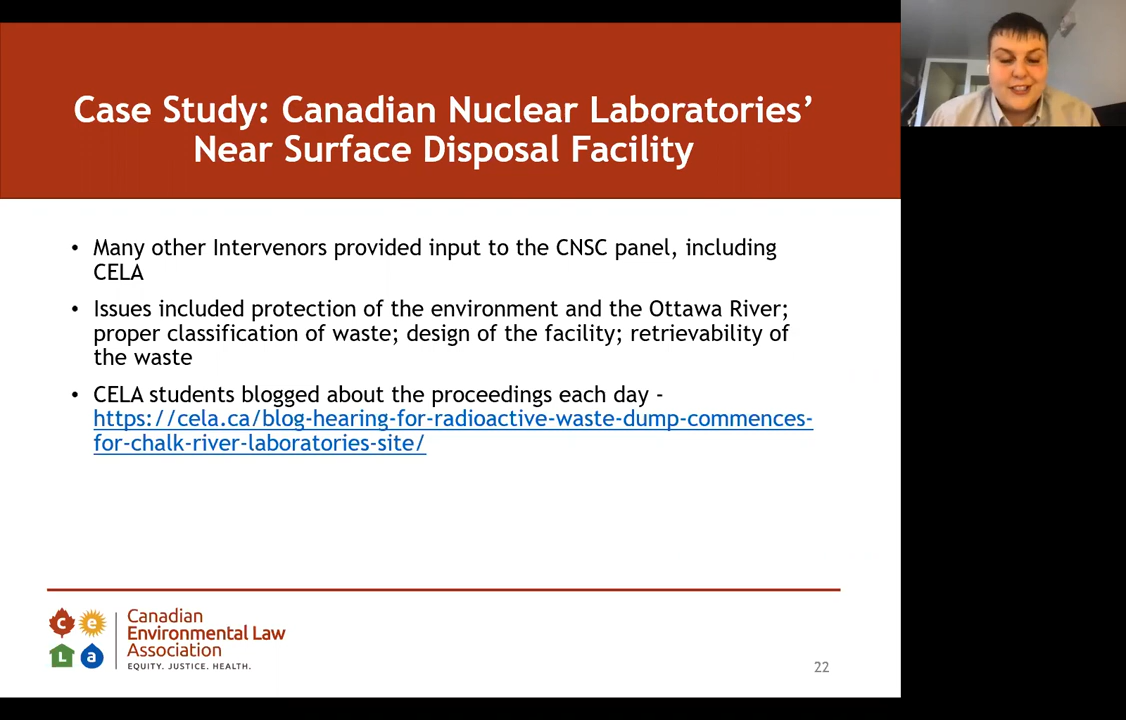 Case Study: Canadian Nuclear Laboratories’
Near Surface Disposal Facility
• Many other Intervenors provided input to the CNSC panel, including
CELA
• Issues included protection of the environment and the Ottawa River;
proper classification of waste; design of the facility; retrievability of
the waste
• CELA students blogged about the proceedings each day -
https://cela.ca/blog-hearing-for-radioactive-waste-dump-commences-
for-chalk-river-laboratories-site/
c e
L a
Canadian
Environmental Law
Association
EQUITY. JUSTICE. HEALTH.
22